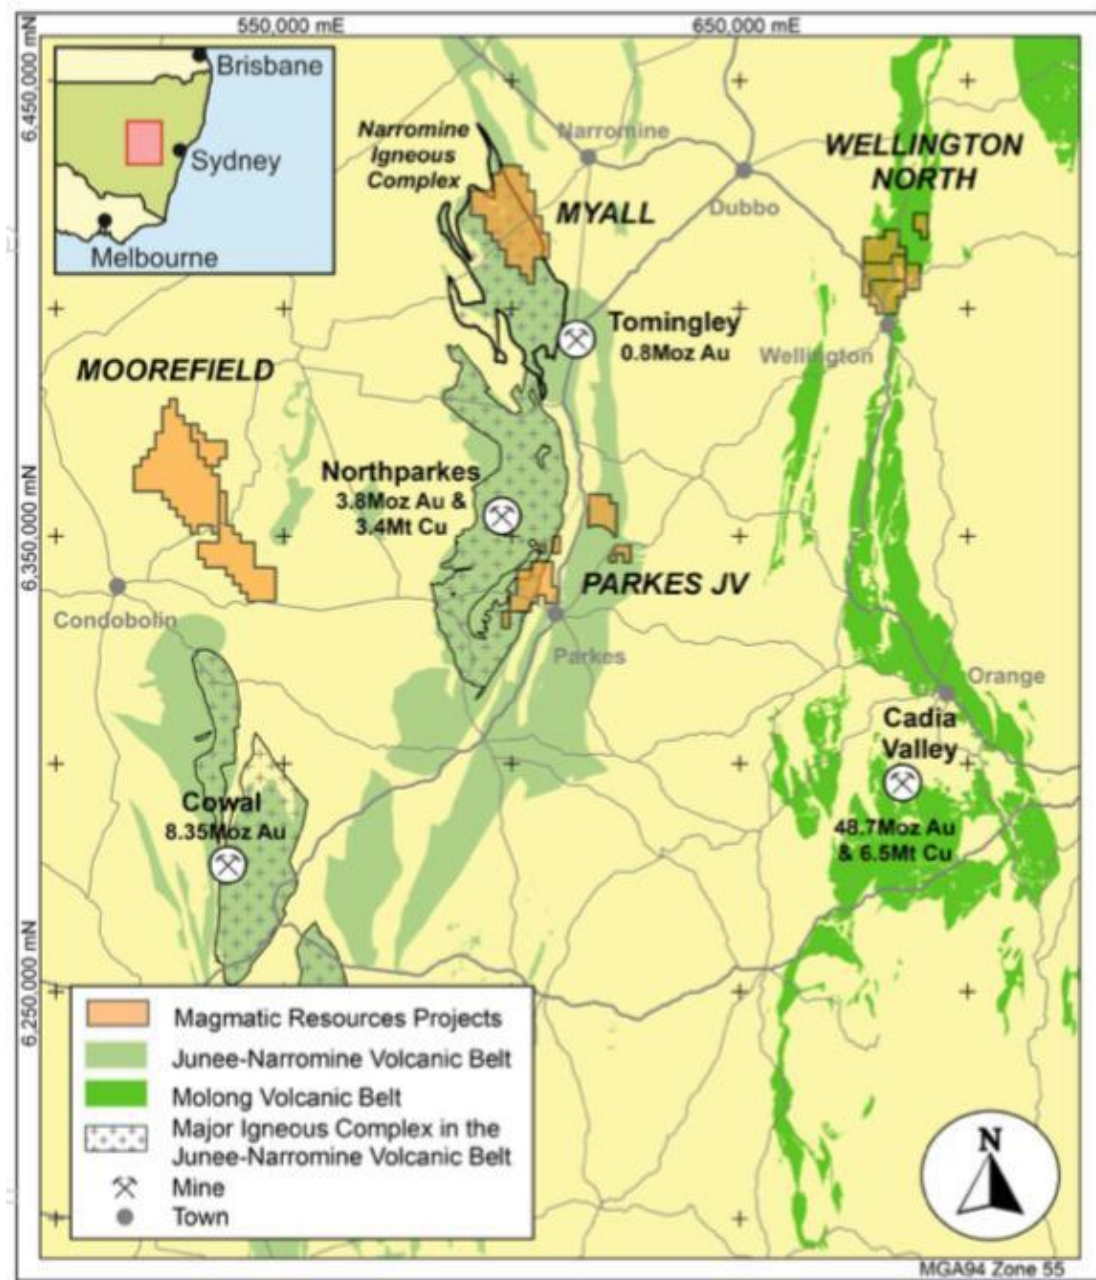 550,000 mE
650,000 mE
6,450,000 mN
6,350,000 mN
6,250,000 mN
Brisbane
Sydney
Melbourne
Narromine
Igneous
Complex
Narromine
MYALL
Dubbo
WELLINGTON
NORTH
Tomingley
0.8Moz Au
Wellington
MOOREFIELD
Northparkes
3.8Moz Au &
3.4Mt Cu
PARKES JV
Condobolin
Parkes
Orange
Cadia
Valley
48.7Moz Au
& 6.5Mt Cu
Cowal
8.35Moz Au
Magmatic Resources Projects
Junee-Narromine Volcanic Belt
Molong Volcanic Belt
Major Igneous Complex in the
Junee-Narromine Volcanic Belt
Mine
Town
N
MGA94 Zone 55